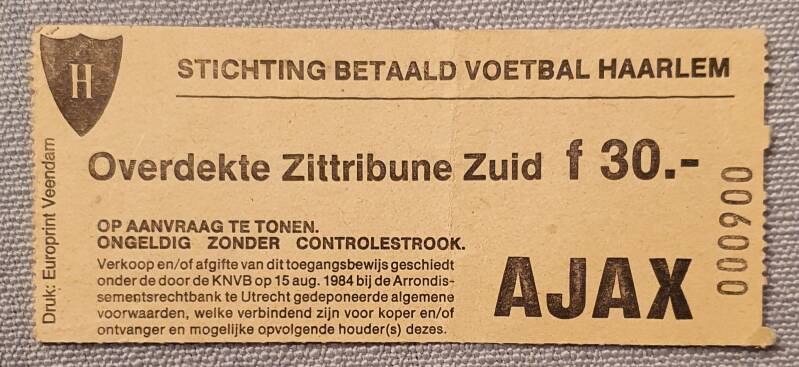 H
STICHTING BETAALD VOETBAL HAARLEM
Overdekte Zittribune Zuid f 30.-
OP AANVRAAG TE TONEN.
ONGELDIG ZONDER CONTROLESTROOK.
Verkoop en/of afgifte van dit toegangsbewijs geschiedt
onder de door de KNVB op 15 aug. 1984 bij de Arrondis-
sementsrechtbank te Utrecht gedeponeerde algemene
voorwaarden, welke verbindend zijn voor koper en/of
ontvanger en mogelijke opvolgende houder(s) dezes.
AJAX
000900
Druk: Europrint Veendam